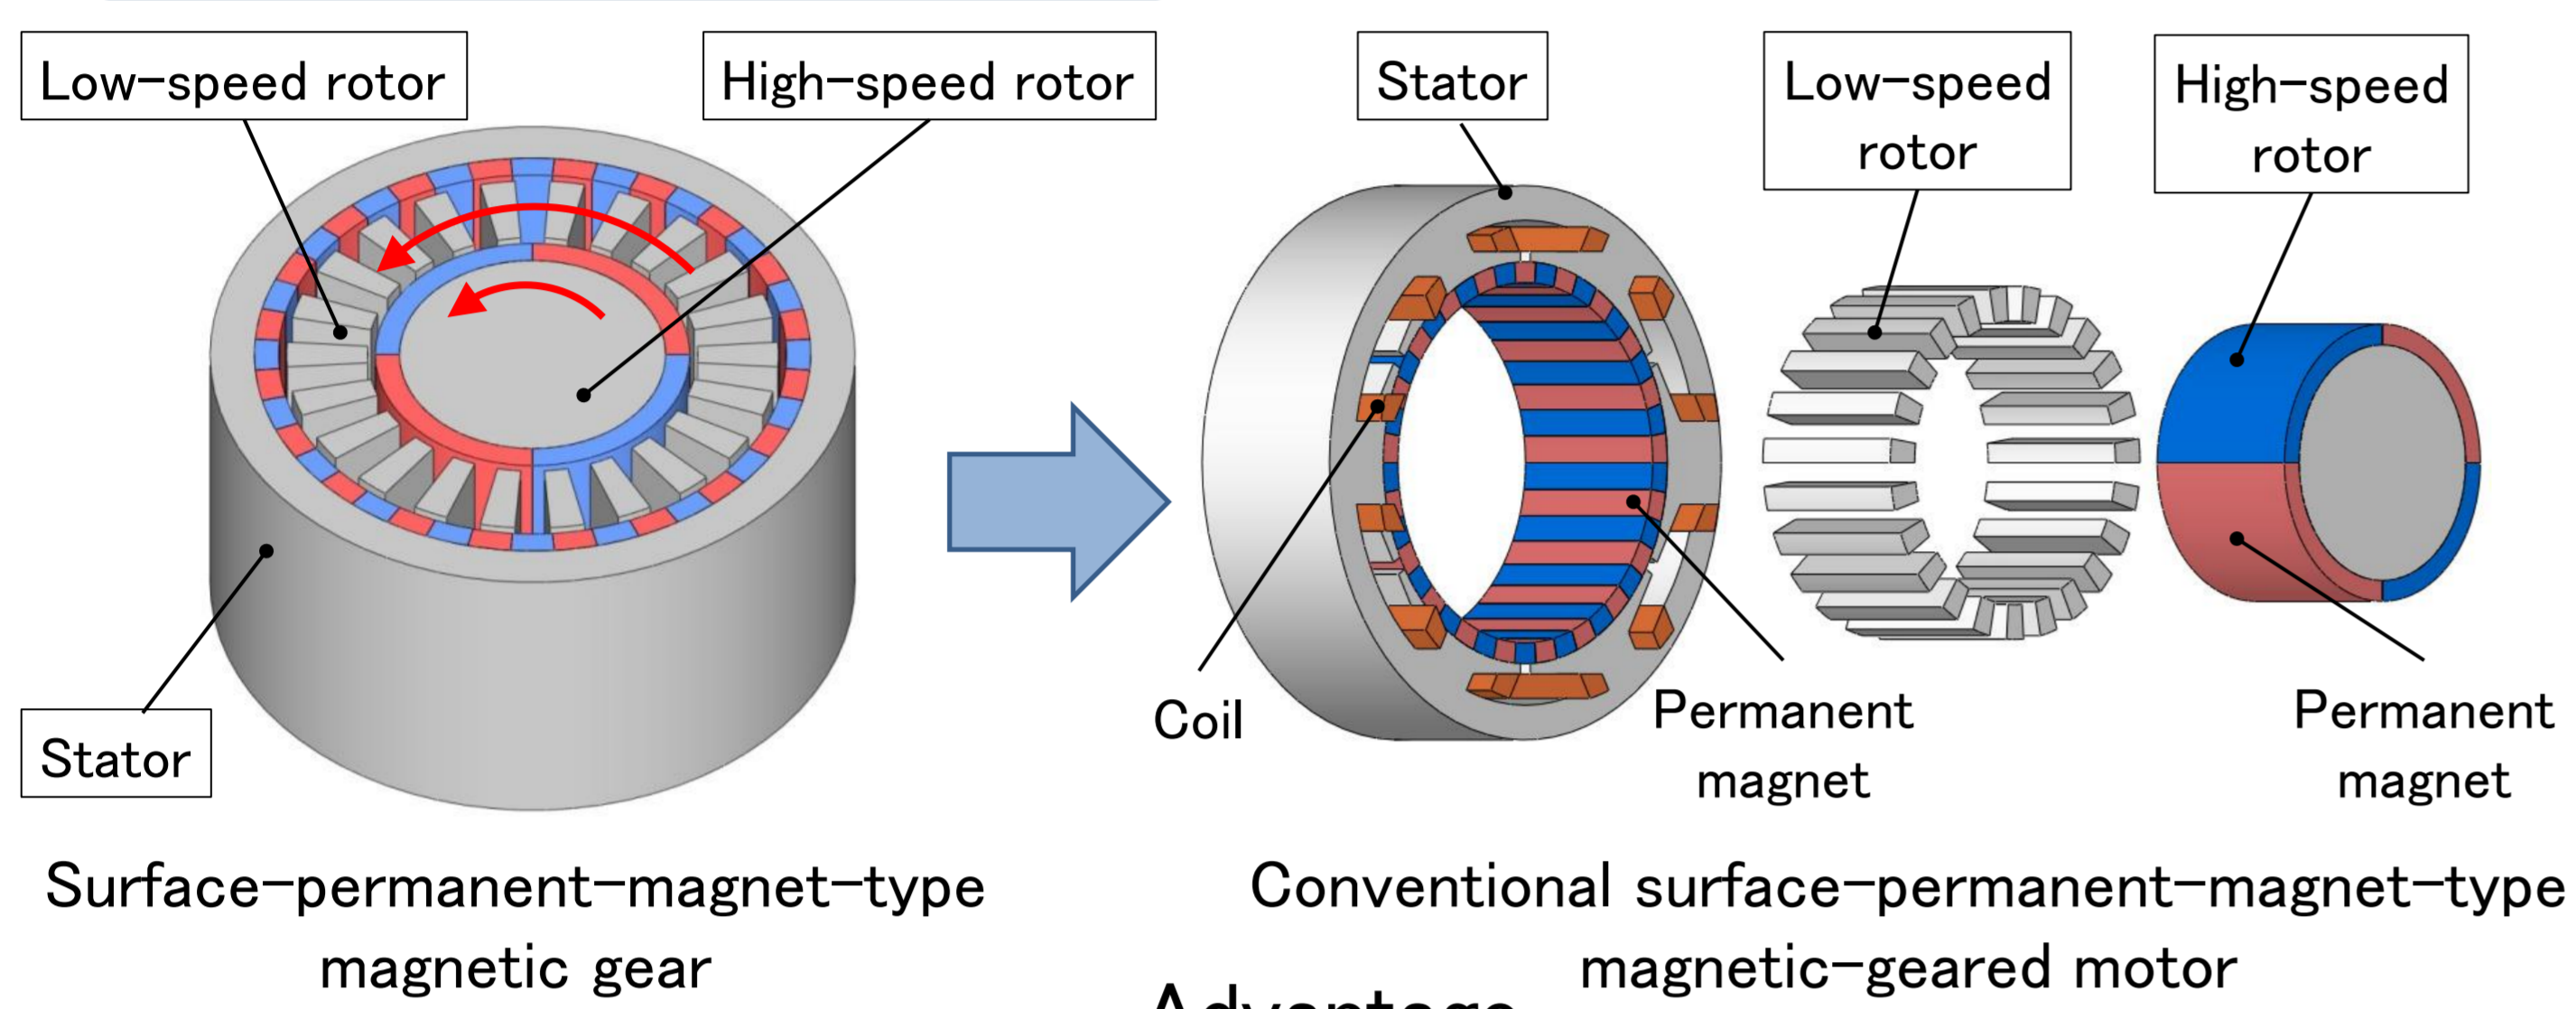 Low-speed rotor
High-speed rotor
Stator
Low-speed
rotor
High-speed
rotor
Stator
Coil
Permanent
magnet
Permanent
magnet
Surface-permanent-magnet-type
magnetic gear
Conventional surface-permanent-magnet-type
magnetic-geared motor
Advantage